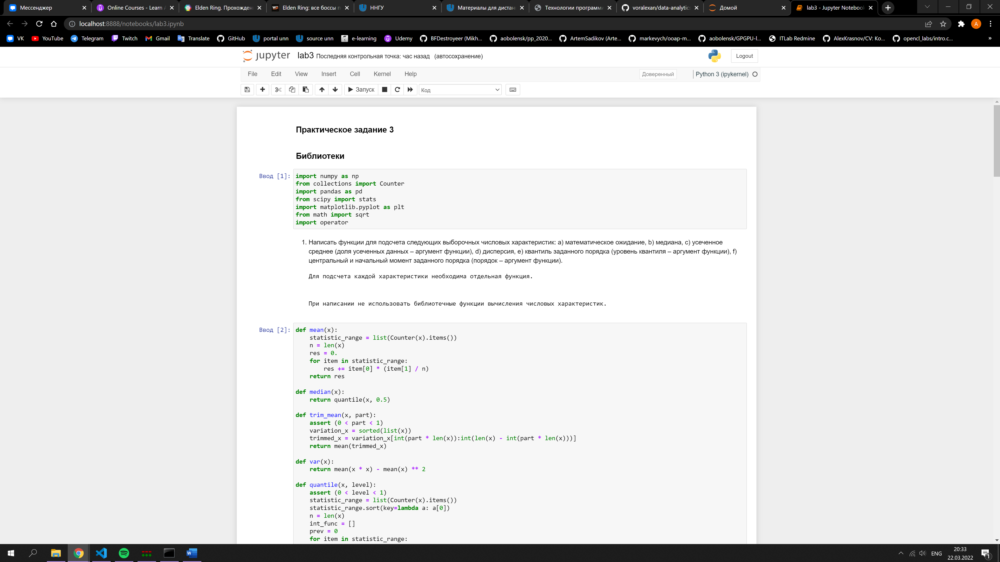 Мессенджер
Online Courses - Learn A
Elden Ring. Прохожден
Elden Ring: все боссы п
ННГУ
Материалы для дистан
Технологии программи
voralexan/data-analytics
Домой
lab3 - Jupyter Notebook
localhost:8888/notebooks/lab3.ipynb
A
VK
YouTube
Telegram
Twitch
Gmail
Translate
GitHub
portal unn
source unn
e-learning
Udemy
BFDestroyeer (Mikh...
aobolensk/pp_2020...
ArtemSadikov (Arte...
markevych/ooap-m...
aobolensk/GPGPU-l...
ITLab Redmine
AlexKrasnov/CV: Ko...
opencl_labs/intro.c...
»
jupyter lab3 Последняя контрольная точка: час назад (автосохранение)
Logout
File Edit View Insert Cell Kernel Help
Доверенный
Python 3 (ipykernel)
Запуск
Код
Практическое задание 3
Библиотеки
Ввод [1]:
import numpy as np
from collections import Counter
import pandas as pd
from scipy import stats
import matplotlib.pyplot as plt
from math import sqrt
import operator
1. Написать функции для подсчета следующих выборочных числовых характеристик: a) математическое ожидание, b) медиана, c) усеченное
среднее (доля усеченных данных – аргумент функции), d) дисперсия, e) квантиль заданного порядка (уровень квантиля – аргумент функции), f)
центральный и начальный момент заданного порядка (порядок – аргумент функции).
Для подсчета каждой характеристики необходима отдельная функция.
При написании не использовать библиотечные функции вычисления числовых характеристик.
Ввод [2]:
def mean(x):
    statistic_range = list(Counter(x).items())
    n = len(x)
    res = 0.
    for item in statistic_range:
        res += item[0] * (item[1] / n)
    return res
def median(x):
    return quantile(x, 0.5)
def trim_mean(x, part):
    assert (0 < part < 1)
    variation_x = sorted(list(x))
    trimmed_x = variation_x[int(part * len(x)):int(len(x) - int(part * len(x)))]
    return mean(trimmed_x)
def var(x):
    return mean(x * x) - mean(x) ** 2
def quantile(x, level):
    assert (0 < level < 1)
    statistic_range = list(Counter(x).items())
    statistic_range.sort(key=lambda a: a[0])
    n = len(x)
    int_func = []
    prev = 0
    for item in statistic_range:
ENG
20:33
22.03.2022
1